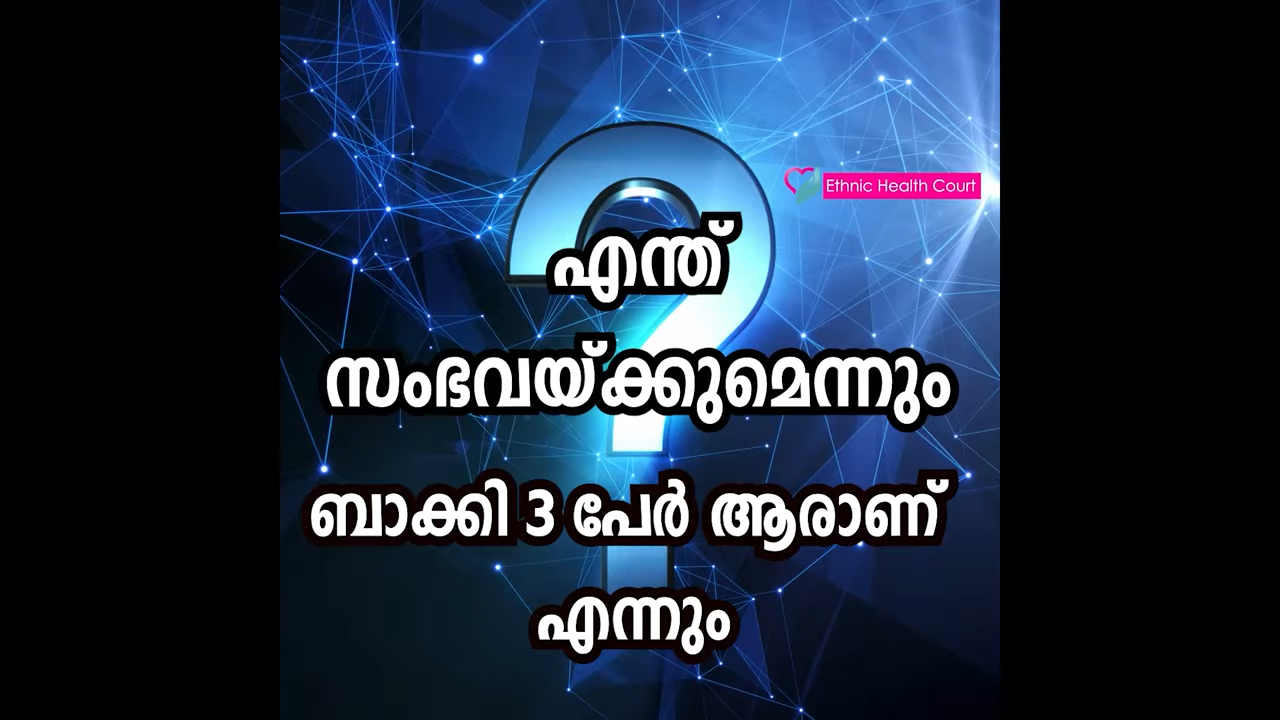 Ethnic Health Court
എന്ത്
സംഭവയ്ക്കുമെന്നും
ബാക്കി 3 പേർ ആരാണ്
എന്നും